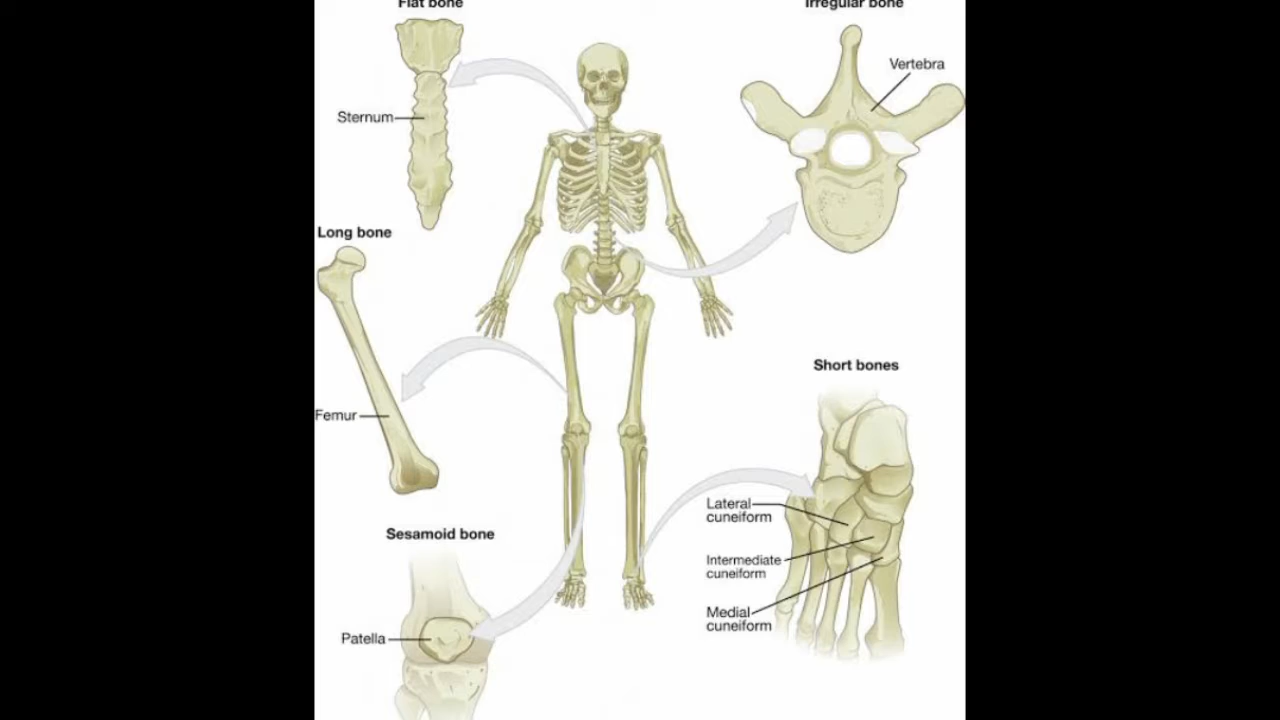 Flat bone
Irregular bone
Vertebra
Sternum
Long bone
Short bones
Femur
Lateral
cuneiform
Sesamoid bone
Intermediate
cuneiform
Medial
cuneiform
Patella